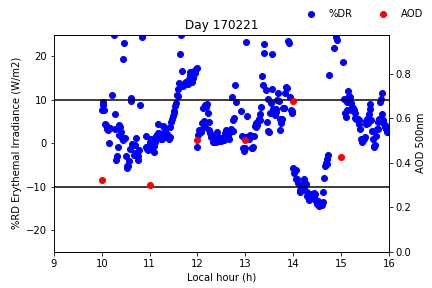 %DR AOD
Day 170221
%RD Erythemal Irradiance (W/m2)
20
10
0
−10
−20
0.8
0.6
0.4
0.2
0.0
AOD 500nm
9 10 11 12 13 14 15 16
Local hour (h)